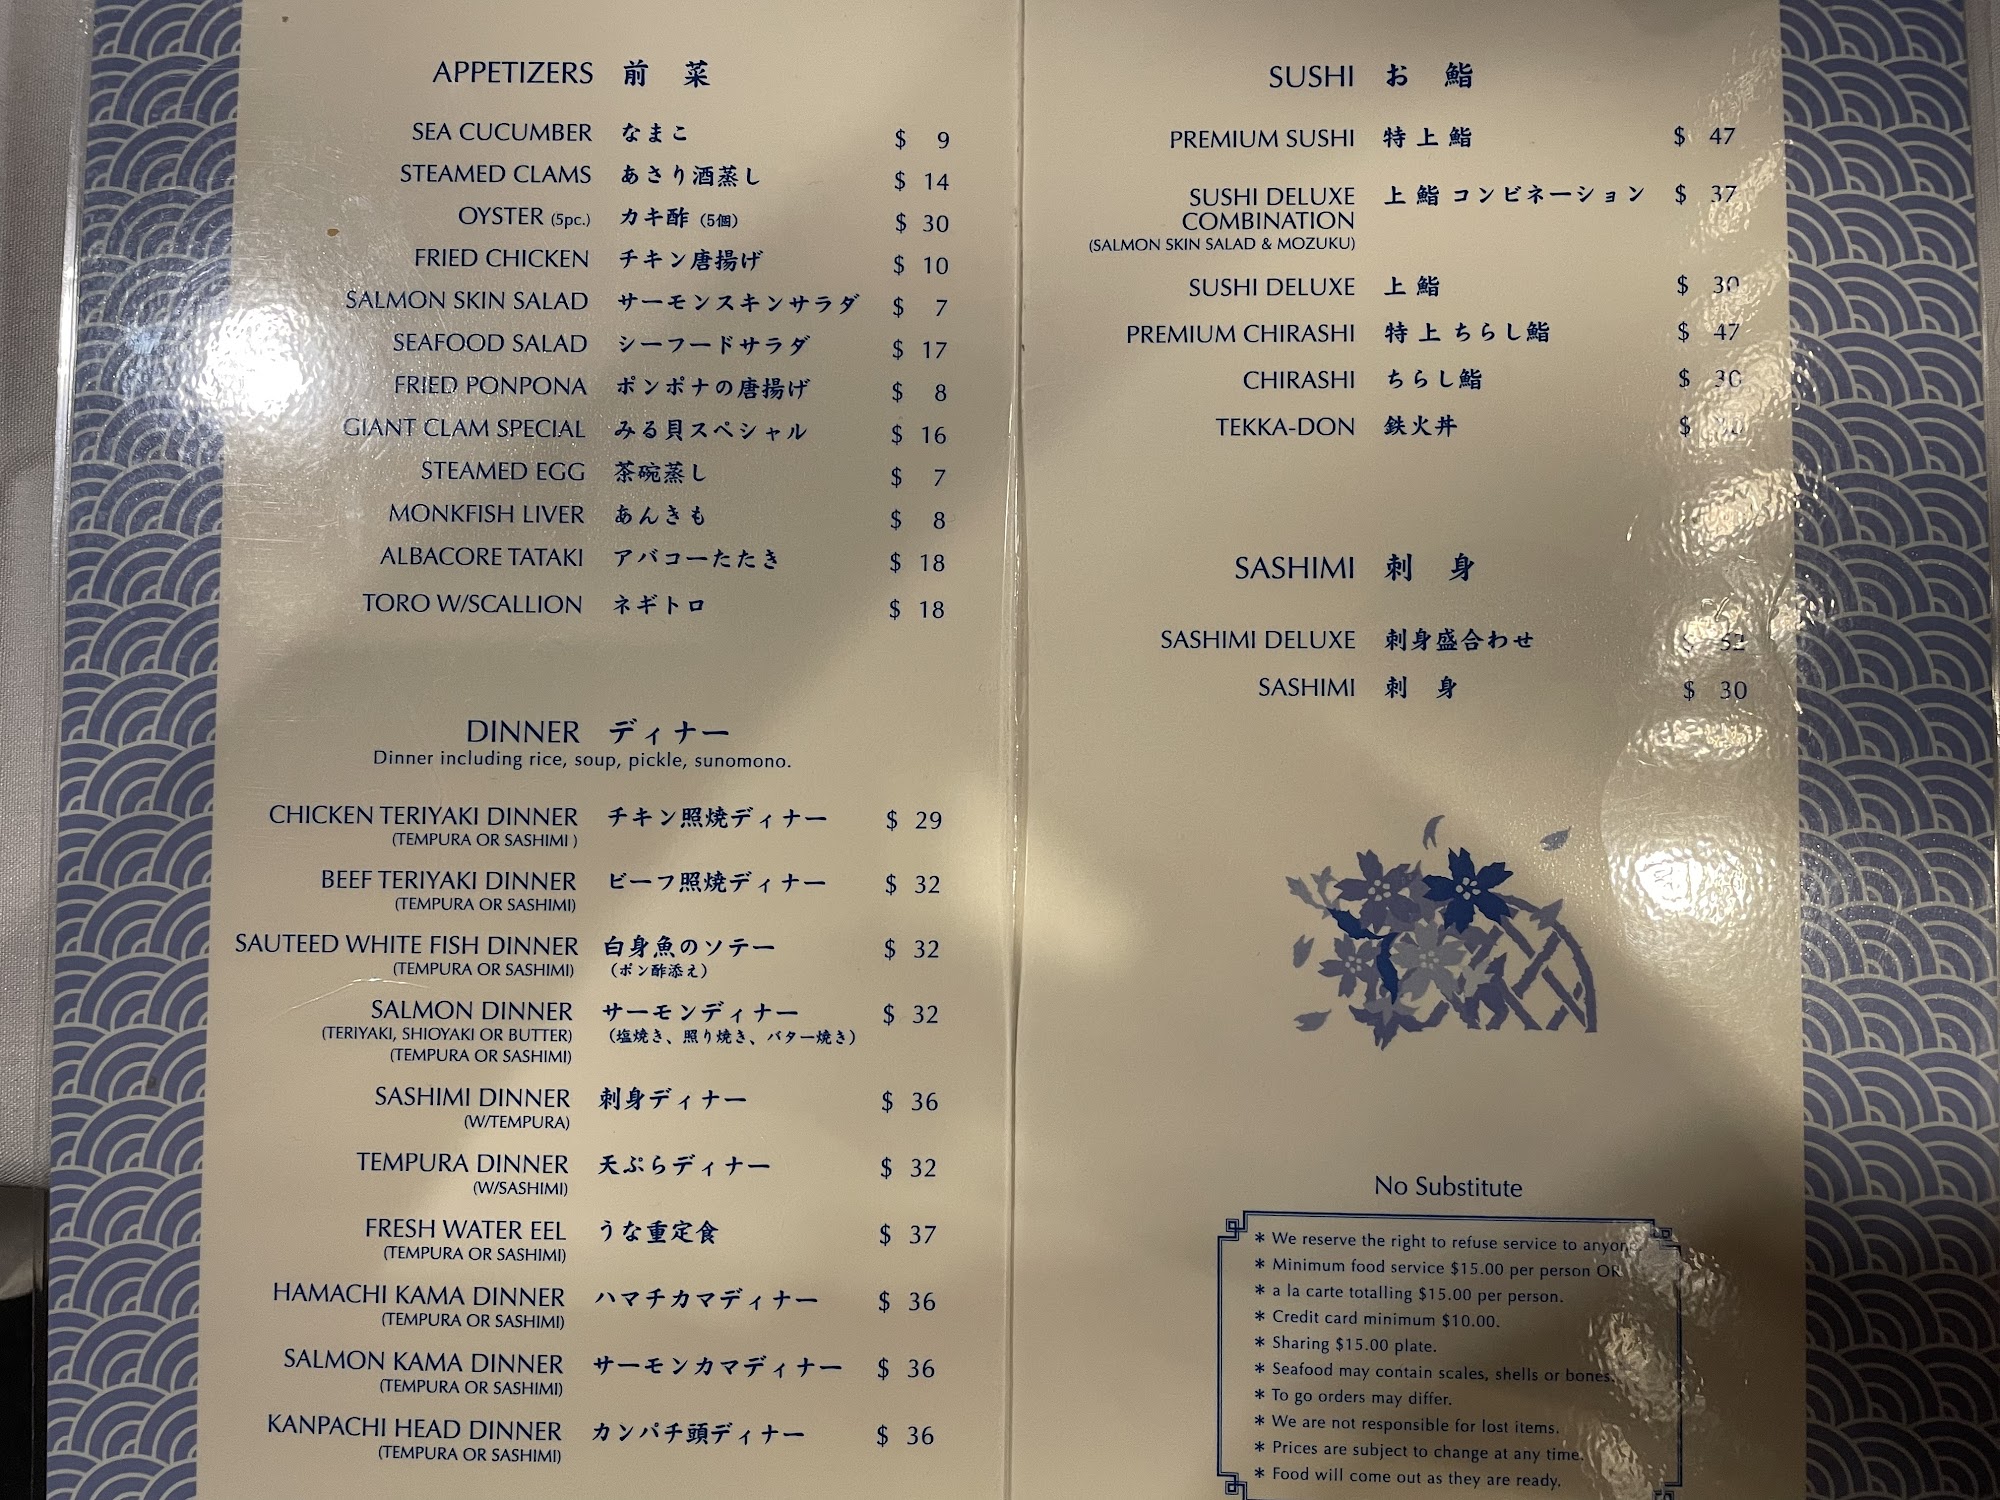 APPETIZERS 前 菜
SEA CUCUMBER なまこ $ 9
STEAMED CLAMS あさり酒蒸し $ 14
OYSTER (5pc.) カキ酢 (5個) $ 30
FRIED CHICKEN チキン唐揚げ $ 10
SALMON SKIN SALAD サーモンスキンサラダ $ 7
SEAFOOD SALAD シーフードサラダ $ 17
FRIED PONPONA ポンポナの唐揚げ $ 8
GIANT CLAM SPECIAL みる貝スペシャル $ 16
STEAMED EGG 茶碗蒸し $ 7
MONKFISH LIVER あんきも $ 8
ALBACORE TATAKI アバコーたたき $ 18
TORO W/SCALLION ネギトロ $ 18
DINNER ディナー
Dinner including rice, soup, pickle, sunomono.
CHICKEN TERIYAKI DINNER チキン照焼ディナー $ 29
(TEMPURA OR SASHIMI )
BEEF TERIYAKI DINNER ビーフ照焼ディナー $ 32
(TEMPURA OR SASHIMI)
SAUTEED WHITE FISH DINNER 白身魚のソテー $ 32
(TEMPURA OR SASHIMI) (ポン酢添え)
SALMON DINNER サーモンディナー $ 32
(TERIYAKI, SHIOYAKI OR BUTTER) (塩焼き、照り焼き、バター焼き)
(TEMPURA OR SASHIMI)
SASHIMI DINNER 刺身ディナー $ 36
(W/TEMPURA)
TEMPURA DINNER 天ぷらディナー $ 32
(W/SASHIMI)
FRESH WATER EEL うな重定食 $ 37
(TEMPURA OR SASHIMI)
HAMACHI KAMA DINNER ハマチカマディナー $ 36
(TEMPURA OR SASHIMI)
SALMON KAMA DINNER サーモンカマディナー $ 36
(TEMPURA OR SASHIMI)
KANPACHI HEAD DINNER カンパチ頭ディナー $ 36
(TEMPURA OR SASHIMI)
SUSHI お 鮨
PREMIUM SUSHI 特 上 鮨 $ 47
SUSHI DELUXE 上 鮨 コンビネーション $ 37
COMBINATION
(SALMON SKIN SALAD & MOZUKU)
SUSHI DELUXE 上 鮨 $ 30
PREMIUM CHIRASHI 特 上 ちらし鮨 $ 47
CHIRASHI ちらし鮨 $ 30
TEKKA-DON 鉄火丼 $
SASHIMI 刺 身
SASHIMI DELUXE 刺身盛合わせ $
SASHIMI 刺 身 $ 30
No Substitute
* We reserve the right to refuse service to
* Minimum food service $15.00 per person OR
* a la carte totalling $15.00 per person.
* Credit card minimum $10.00.
* Sharing $15.00 plate.
* Seafood may contain scales, shells or bones.
* To go orders may differ.
* We are not responsible for lost items.
* Prices are subject to change at any time.
* Food will come out as they are ready.